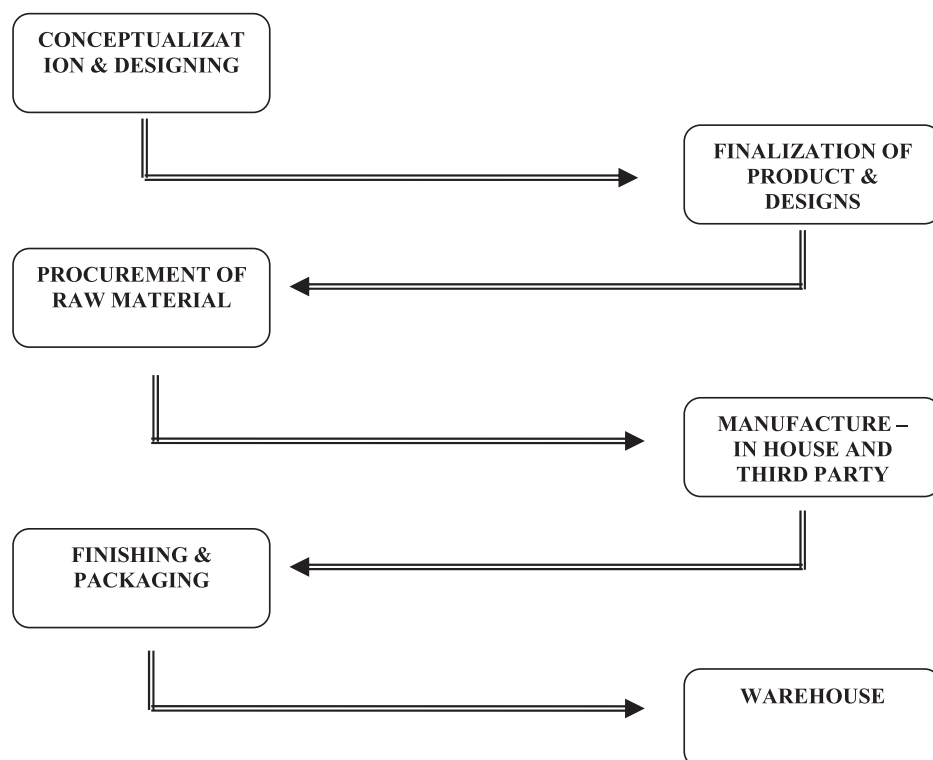 CONCEPTUALIZAT
ION & DESIGNING
FINALIZATION OF
PRODUCT &
DESIGNS
PROCUREMENT OF
RAW MATERIAL
MANUFACTURE –
IN HOUSE AND
THIRD PARTY
FINISHING &
PACKAGING
WAREHOUSE